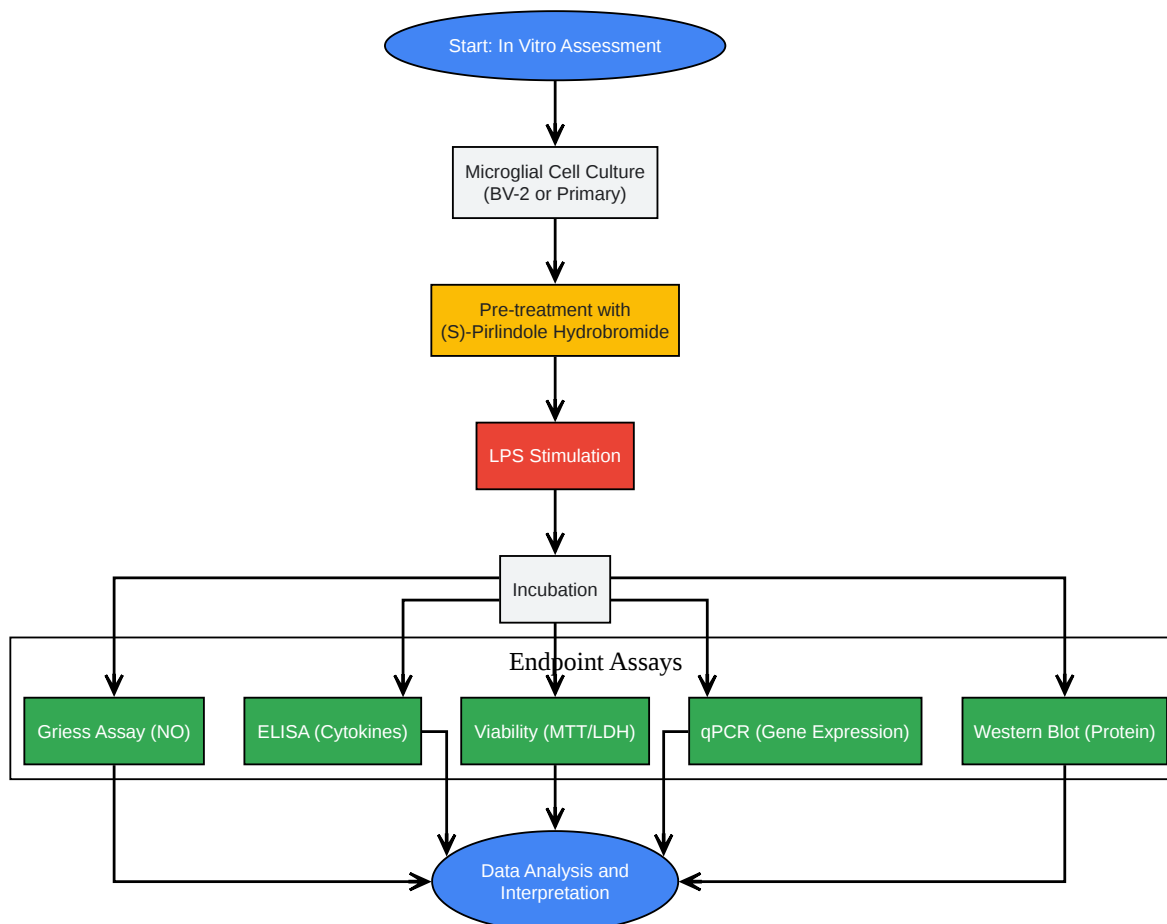 Start: In Vitro Assessment
Microglial Cell Culture
(BV-2 or Primary)
Pre-treatment with
(S)-Pirlindole Hydrobromide
LPS Stimulation
Incubation
Endpoint Assays
Griess Assay (NO)
ELISA (Cytokines)
Viability (MTT/LDH)
qPCR (Gene Expression)
Western Blot (Protein)
Data Analysis and
Interpretation